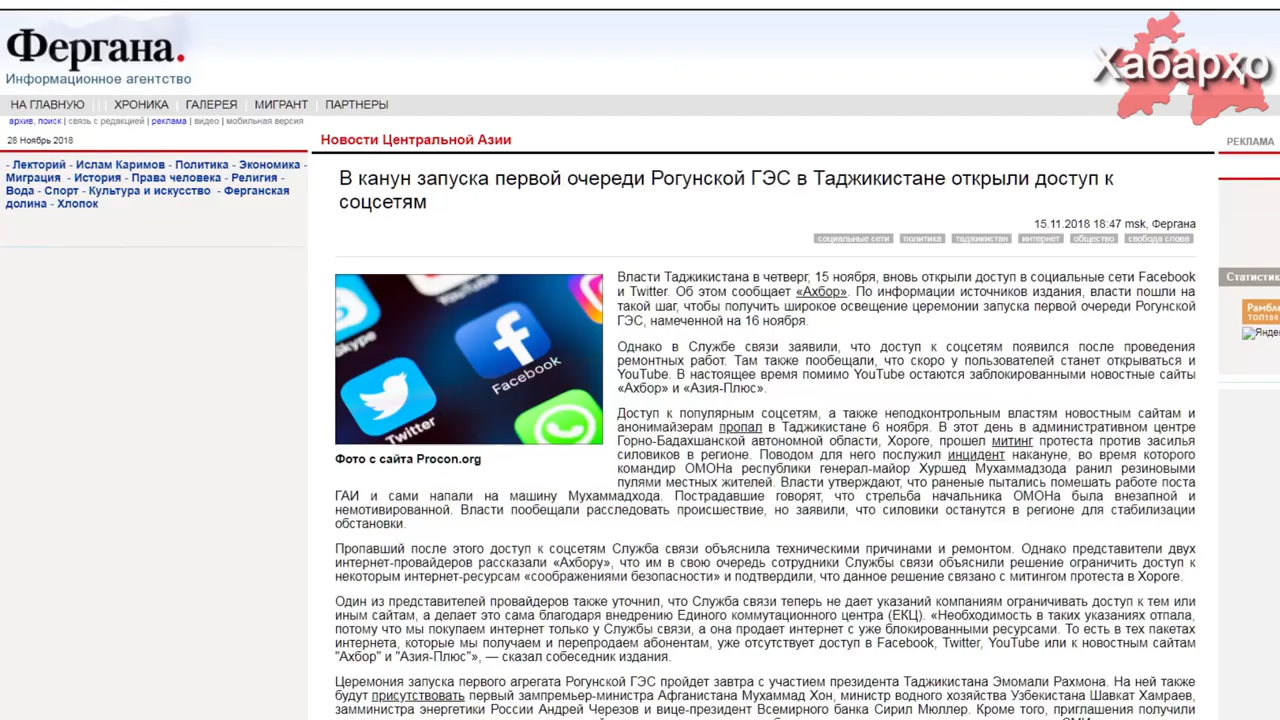 Фергана.
Информационное агентство
Хабарҳо
НА ГЛАВНУЮ | | ХРОНИКА | ГАЛЕРЕЯ | МИГРАНТ | ПАРТНЕРЫ
архив, поиск | связь с редакцией | реклама | видео | мобильная версия
28 Ноябрь 2018
Новости Центральной Азии
РЕКЛАМА
- Лекторий - Ислам Каримов - Политика - Экономика -
Миграция - История - Права человека - Религия -
Вода - Спорт - Культура и искусство - Ферганская
долина - Хлопок
В канун запуска первой очереди Рогунской ГЭС в Таджикистане открыли доступ к
соцсетям
15.11.2018 18:47 msk, Фергана
социальные сети политика таджикистан интернет общество свобода слова
YouTube
Skype
Facebook
Twitter
Фото с сайта Procon.org
Власти Таджикистана в четверг, 15 ноября, вновь открыли доступ в социальные сети Facebook
и Twitter. Об этом сообщает «Ахбор». По информации источников издания, власти пошли на
такой шаг, чтобы получить широкое освещение церемонии запуска первой очереди Рогунской
ГЭС, намеченной на 16 ноября.
Однако в Службе связи заявили, что доступ к соцсетям появился после проведения
ремонтных работ. Там также пообещали, что скоро у пользователей станет открываться и
YouTube. В настоящее время помимо YouTube остаются заблокированными новостные сайты
«Ахбор» и «Азия-Плюс».
Доступ к популярным соцсетям, а также неподконтрольным властям новостным сайтам и
анонимайзерам пропал в Таджикистане 6 ноября. В этот день в административном центре
Горно-Бадахшанской автономной области, Хороге, прошел митинг протеста против засилья
силовиков в регионе. Поводом для него послужил инцидент накануне, во время которого
командир ОМОНа республики генерал-майор Хуршед Мухаммадзода ранил резиновыми
пулями местных жителей. Власти утверждают, что раненые пытались помешать работе поста
ГАИ и сами напали на машину Мухаммадхода. Пострадавшие говорят, что стрельба начальника ОМОНа была внезапной и
немотивированной. Власти пообещали расследовать происшествие, но заявили, что силовики останутся в регионе для стабилизации
обстановки.
Пропавший после этого доступ к соцсетям Служба связи объяснила техническими причинами и ремонтом. Однако представители двух
интернет-провайдеров рассказали «Ахбору», что им в свою очередь сотрудники Службы связи объяснили решение ограничить доступ к
некоторым интернет-ресурсам «соображениями безопасности» и подтвердили, что данное решение связано с митингом протеста в Хороге.
Один из представителей провайдеров также уточнил, что Служба связи теперь не дает указаний компаниям ограничивать доступ к тем или
иным сайтам, а делает это сама благодаря внедрению Единого коммутационного центра (ЕКЦ). «Необходимость в таких указаниях отпала,
потому что мы покупаем интернет только у Службы связи, а она продает интернет с уже блокированными ресурсами. То есть в тех пакетах
интернета, которые мы получаем и перепродаем абонентам, уже отсутствует доступ в Facebook, Twitter, YouTube или к новостным сайтам
"Ахбор" и "Азия-Плюс"», — сказал собеседник издания.
Церемония запуска первого агрегата Рогунской ГЭС пройдет завтра с участием президента Таджикистана Эмомали Рахмона. На ней также
будут присутствовать первый зампремьер-министра Афганистана Мухаммад Хон, министр водного хозяйства Узбекистана Шавкат Хамраев,
замминистра энергетики России Андрей Черезов и вице-президент Всемирного банка Сирил Мюллер. Кроме того, приглашения получили
Статистик
Рамбле
ТОП100
Яндек